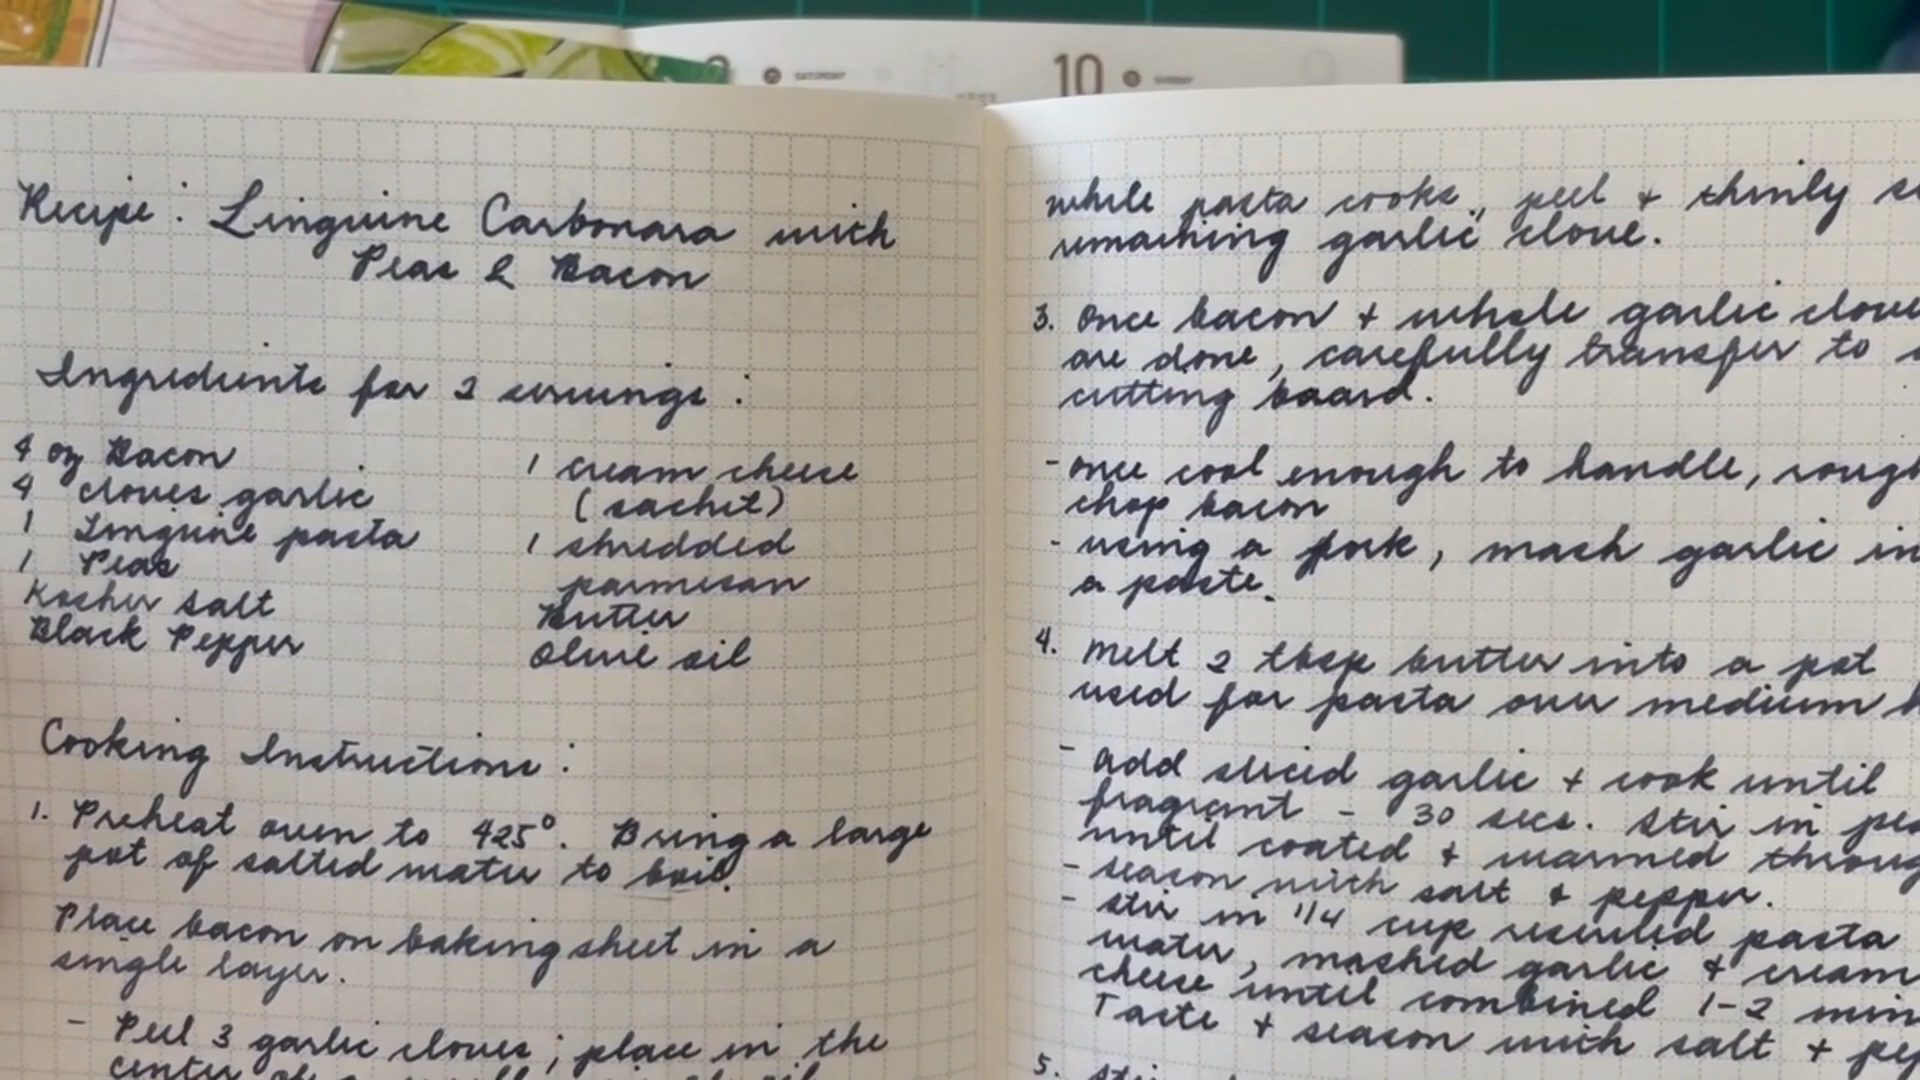 10
SATURDAY
SUNDAY
Recipe: Linguine Carbonara with
Peas & Bacon
Ingredients for 2 servings:
4 oz Bacon
4 cloves garlic
1 Linguine pasta
1 Peas
Kosher salt
Black Pepper
1 cream cheese
(sachet)
1 shredded
parmesan
Butter
Olive oil
Cooking Instructions:
1. Preheat oven to 425°. Bring a large
pot of salted water to boil.
Place bacon on baking sheet in a
single layer.
- Peel 3 garlic cloves; place in the
center of a small
while pasta cooks, peel + thinly
remaining garlic clove.
3. Once bacon + whole garlic
are done, carefully transfer to
cutting board.
- once cool enough to handle,
chop bacon
- using a fork, mash garlic
a paste.
4. Melt 2 tbsp butter into a pot
used for pasta over medium
- add sliced garlic + cook until
fragrant - 30 secs. Stir in
until coated & warmed
- season with salt & pepper.
- stir in 1/4 cup reserved pasta
water, mashed garlic & cream
cheese until combined 1-2 min
Taste + season with salt +
5.